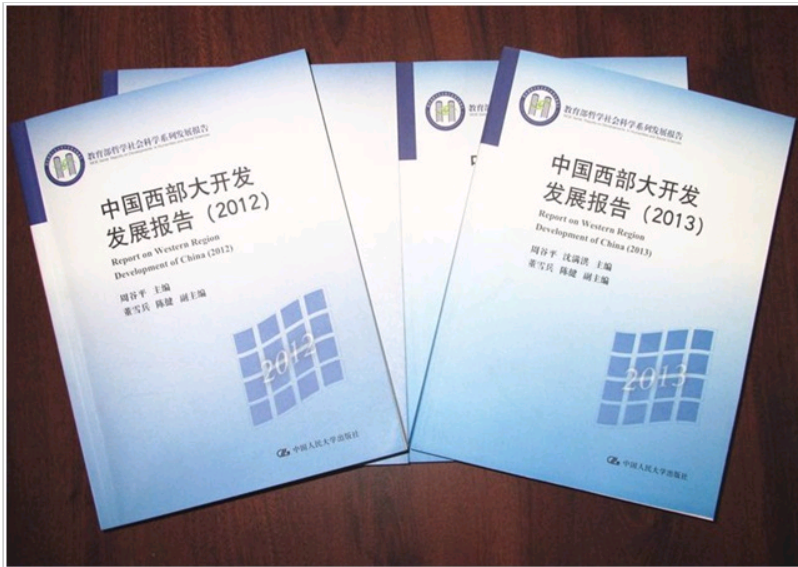 教育部哲学社会科学系列发展报告
中国西部大开发
发展报告（2012）
Report on Western Region
Development of China (2012)
周谷平 主编
董雪兵 陈健 副主编
2012
中国人民大学出版社
教育部
教育部哲学社会科学系列发展报告
中国西部大开发
发展报告（2013）
Report on Western Region
Development of China (2013)
周谷平 沈满洪 主编
董雪兵 陈健 副主编
2013
中国人民大学出版社